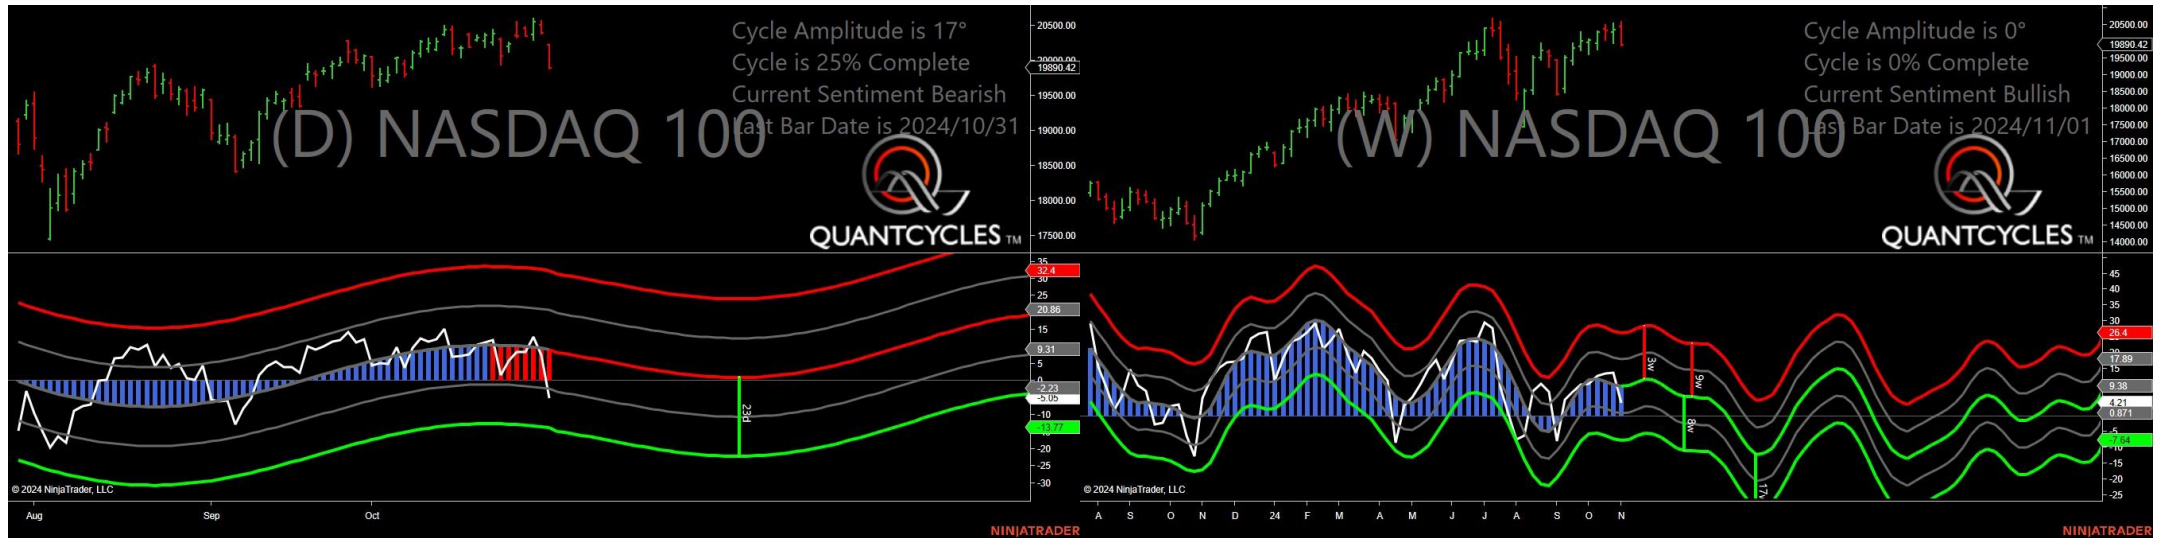 Cycle Amplitude is 17°
Cycle is 25% Complete
Current Sentiment Bearish
Last Bar Date is 2024/10/31
(D) NASDAQ 100
QUANTCYCLES TM
20500.00
20000.00
19890.42
19500.00
19000.00
18500.00
18000.00
17500.00
35
32.4
30
25
20.86
15
9.31
5
0
-2.23
-5.05
-10
-13.77
-20
-25
-30
23d
© 2024 NinjaTrader, LLC
Aug Sep Oct
NINJATRADER
Cycle Amplitude is 0°
Cycle is 0% Complete
Current Sentiment Bullish
Last Bar Date is 2024/11/01
(W) NASDAQ 100
QUANTCYCLES TM
20500.00
19890.42
19500.00
19000.00
18500.00
18000.00
17500.00
17000.00
16500.00
16000.00
15500.00
15000.00
14500.00
14000.00
45
40
35
30
26.4
17.89
15
9.38
4.21
0.871
-5
-7.64
-10
-15
-20
-25
3w
9w
8w
© 2024 NinjaTrader, LLC
A S O N D 24 F M A M J J A S O N
NINJATRADER